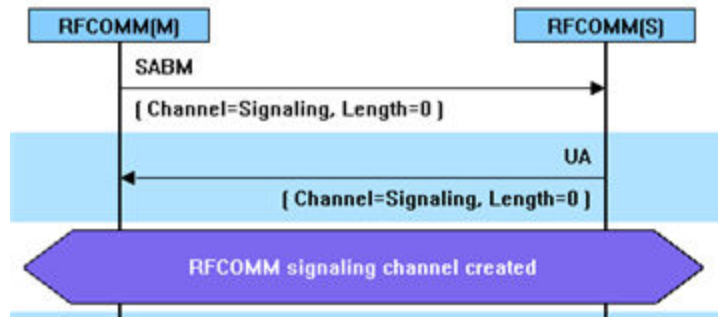 RFCOMM(M) RFCOMM(S)
SABM
( Channel=Signaling, Length=0 )
UA
( Channel=Signaling, Length=0 )
RFCOMM signaling channel created